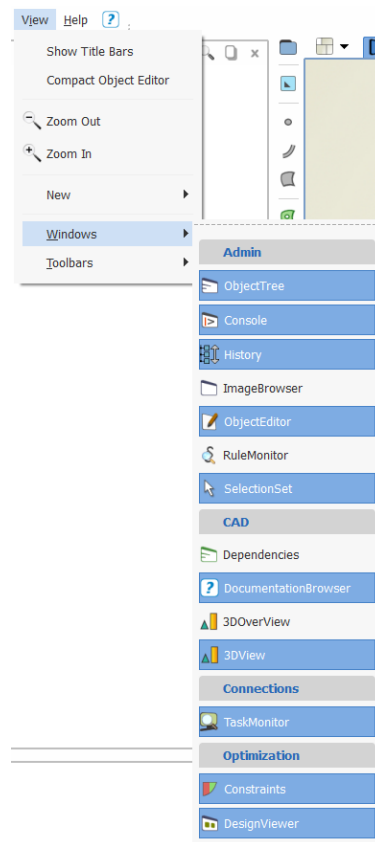 View Help ?
Show Title Bars
Compact Object Editor
Zoom Out
Zoom In
New
Windows
Toolbars
Admin
ObjectTree
Console
History
ImageBrowser
ObjectEditor
RuleMonitor
SelectionSet
CAD
Dependencies
DocumentationBrowser
3DOverView
3DView
Connections
TaskMonitor
Optimization
Constraints
DesignViewer